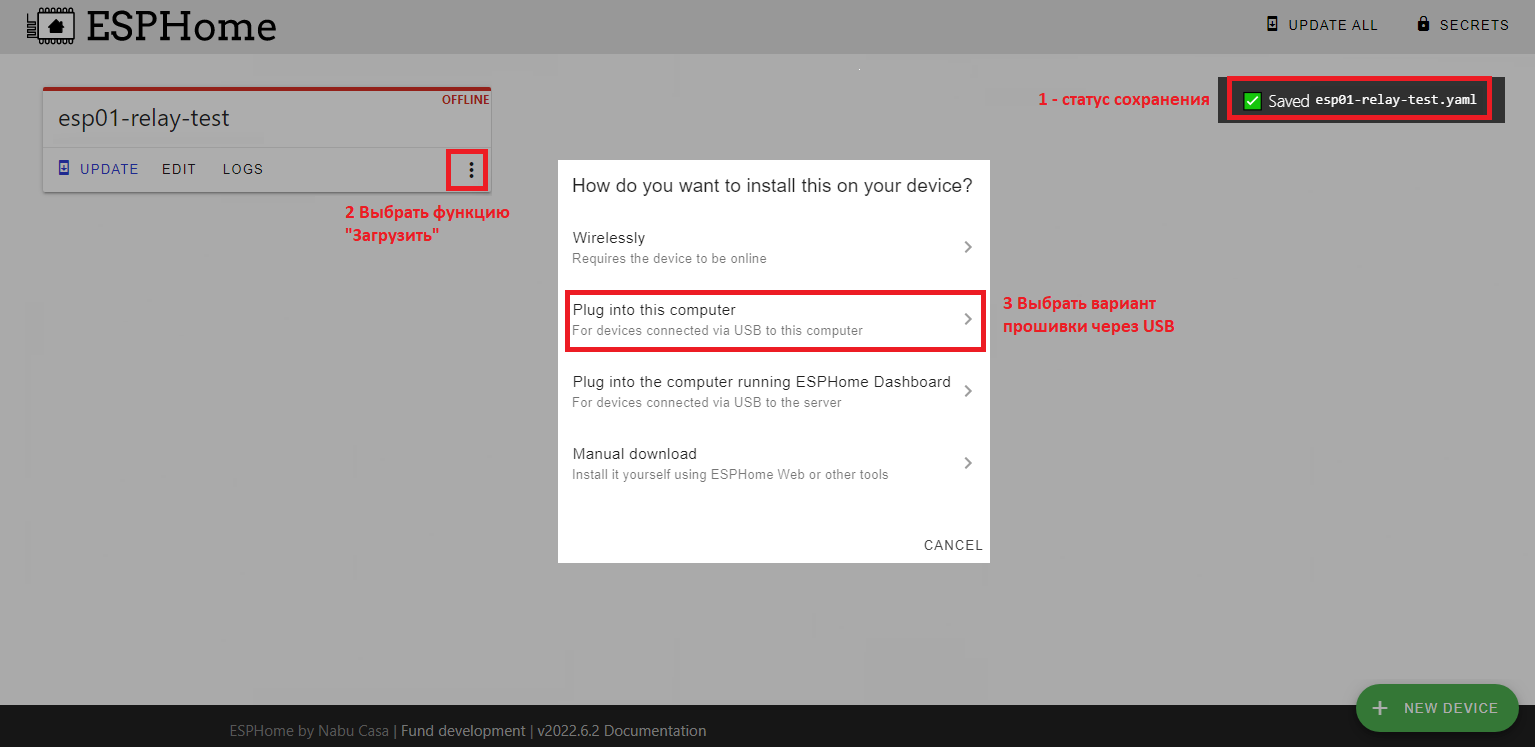 ESPHome
UPDATE ALL
SECRETS
OFFLINE
esp01-relay-test
UPDATE EDIT LOGS
2 Выбрать функцию
"Загрузить"
1 - статус сохранения
Saved esp01-relay-test.yaml
How do you want to install this on your device?
Wirelessly
Requires the device to be online
Plug into this computer
For devices connected via USB to this computer
3 Выбрать вариант
прошивки через USB
Plug into the computer running ESPHome Dashboard
For devices connected via USB to the server
Manual download
Install it yourself using ESPHome Web or other tools
CANCEL
+ NEW DEVICE
ESPHome by Nabu Casa | Fund development | v2022.6.2 Documentation